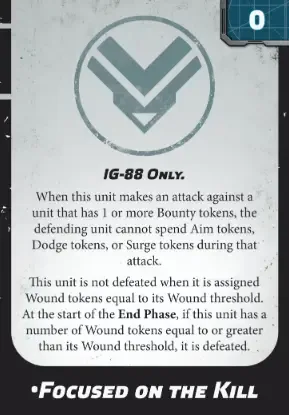 0
IG-88 Only.
When this unit makes an attack against a
unit that has 1 or more Bounty tokens, the
defending unit cannot spend Aim tokens,
Dodge tokens, or Surge tokens during that
attack.
This unit is not defeated when it is assigned
Wound tokens equal to its Wound threshold.
At the start of the End Phase, if this unit has a
number of Wound tokens equal to or greater
than its Wound threshold, it is defeated.
•Focused on the Kill